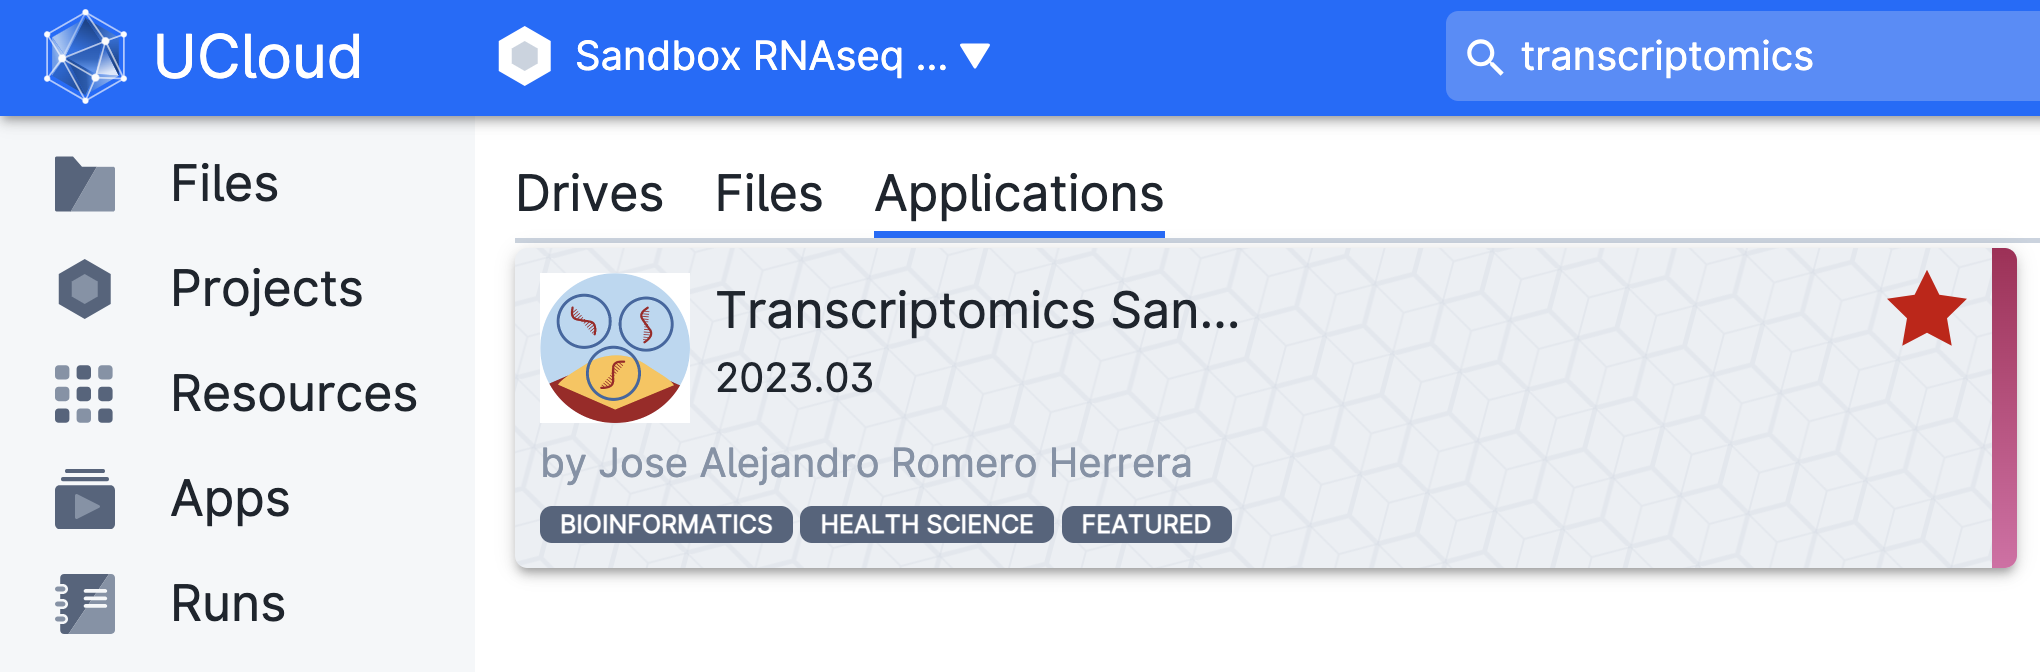 UCloud
Sandbox RNAseq ...
transcriptomics
Files
Projects
Resources
Apps
Runs
Drives Files Applications
Transcriptomics San...
2023.03
by Jose Alejandro Romero Herrera
BIOINFORMATICS HEALTH SCIENCE FEATURED